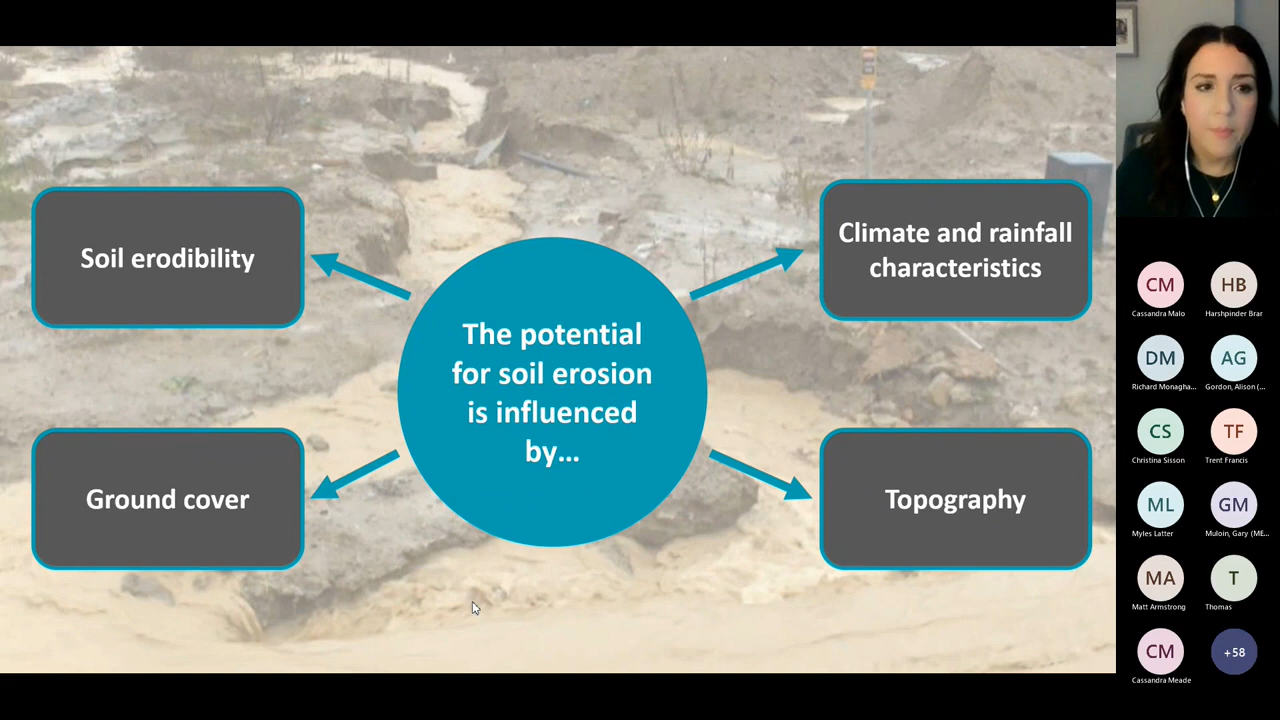 Soil erodibility
Climate and rainfall
characteristics
The potential
for soil erosion
is influenced
by...
Ground cover
Topography
CM
Cassandra Malo
HB
Harshpinder Brar
DM
Richard Monagha...
AG
Gordon, Alison (...
CS
Christina Sisson
TF
Trent Francis
ML
Myles Latter
GM
Muloin, Gary (ME...
MA
Matt Armstrong
T
Thomas
CM
Cassandra Meade
+58